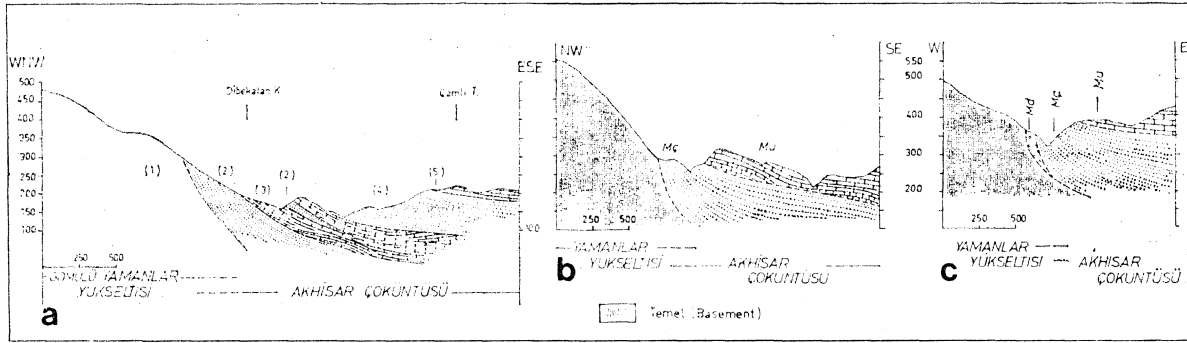 WNW
ESE
500
450
400
350
300
250
200
150
100
Dibekatan K
Çamlı T.
(1)
(2)
(3)
(2)
(4)
(5)
100
250 500
GÖMÜLÜ YAMANLAR
YÜKSELTİSİ
AKHİSAR ÇÖKÜNTÜSÜ
a
NW
SE
Mç
Mu
250 500
YAMANLAR
YÜKSELTİSİ
AKHİSAR ÇÖKÜNTÜSÜ
b
W
E
550
500
400
300
200
Md
Mç
Mu
250 500
YAMANLAR
YÜKSELTİSİ
AKHİSAR
ÇÖKÜNTÜSÜ
c
Temel (Basement)